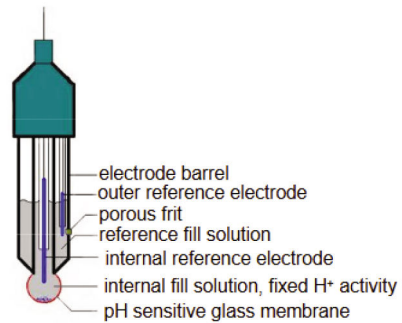 electrode barrel
outer reference electrode
porous frit
reference fill solution
internal reference electrode
internal fill solution, fixed H⁺ activity
pH sensitive glass membrane